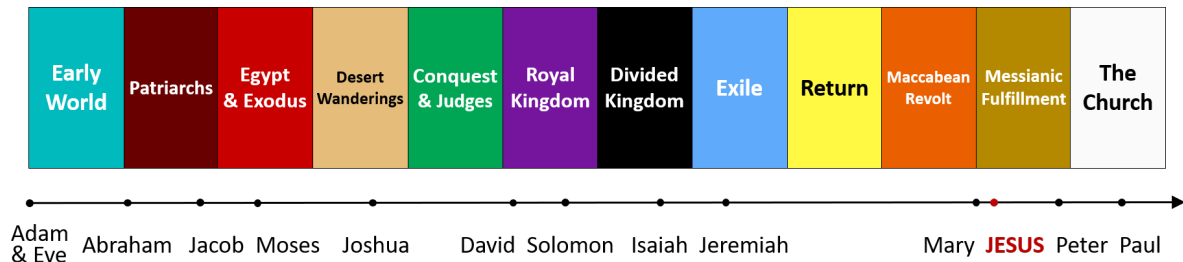 Early
World
Patriarchs
Egypt
& Exodus
Desert
Wanderings
Conquest
& Judges
Royal
Kingdom
Divided
Kingdom
Exile
Return
Maccabean
Revolt
Messianic
Fulfillment
The
Church
Adam
& Eve
Abraham
Jacob
Moses
Joshua
David
Solomon
Isaiah
Jeremiah
Mary
JESUS
Peter
Paul